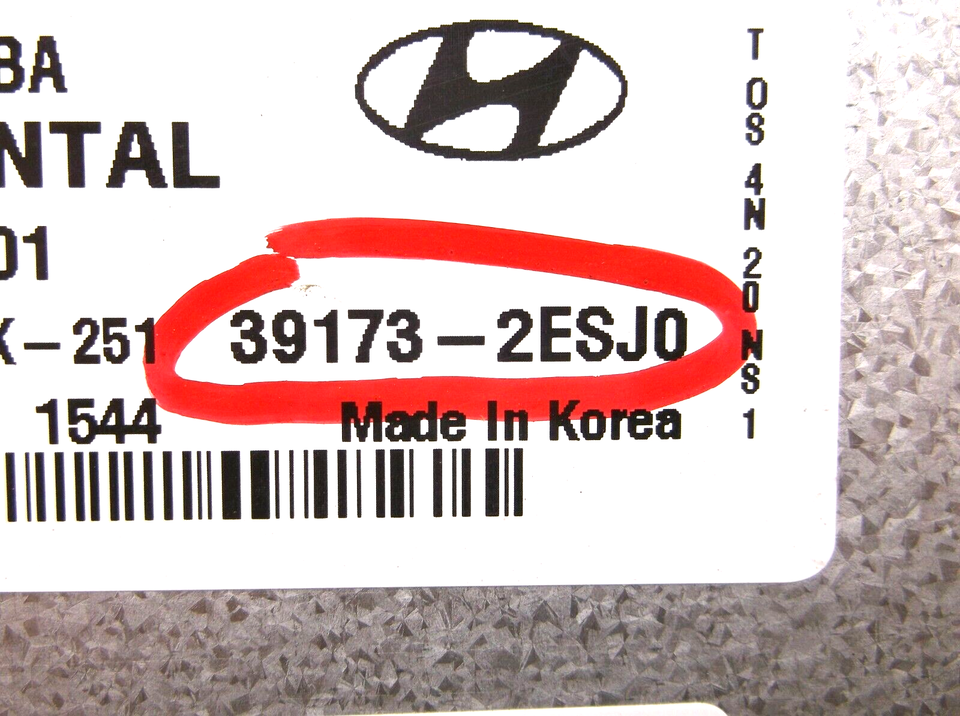 BA
NTAL
01
K-251 39173-2ESJ0
1544 Made In Korea
TOS4N20NS1